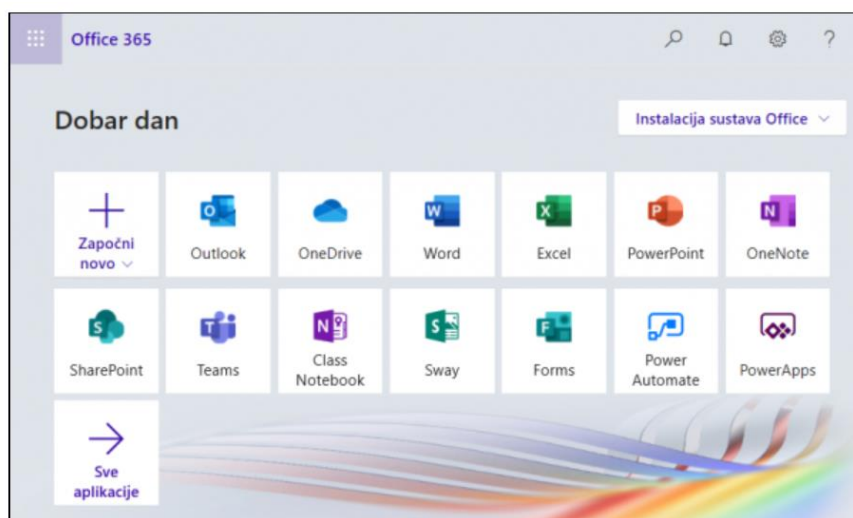 Office 365
?
Dobar dan
Instalacija sustava Office
Započni
novo
Outlook
OneDrive
Word
Excel
PowerPoint
OneNote
SharePoint
Teams
Class
Notebook
Sway
Forms
Power
Automate
PowerApps
Sve
aplikacije